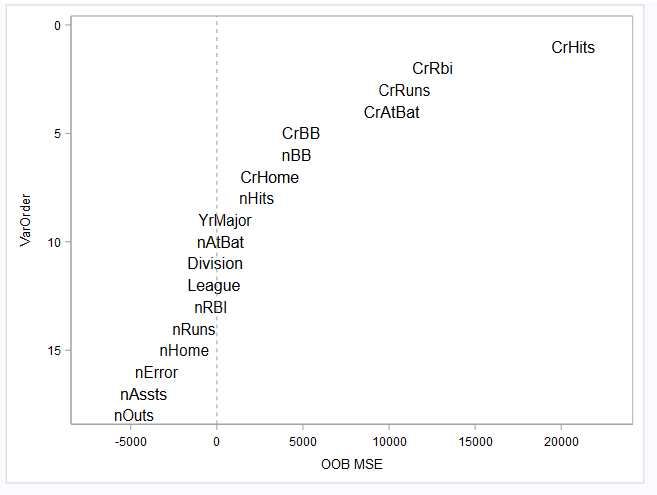 0
CrHits
CrRbi
CrRuns
CrAtBat
5
CrBB
nBB
CrHome
nHits
YrMajor
10
nAtBat
Division
League
nRBI
nRuns
15
nHome
nError
nAssts
nOuts
VarOrder
-5000
0
5000
10000
15000
20000
OOB MSE